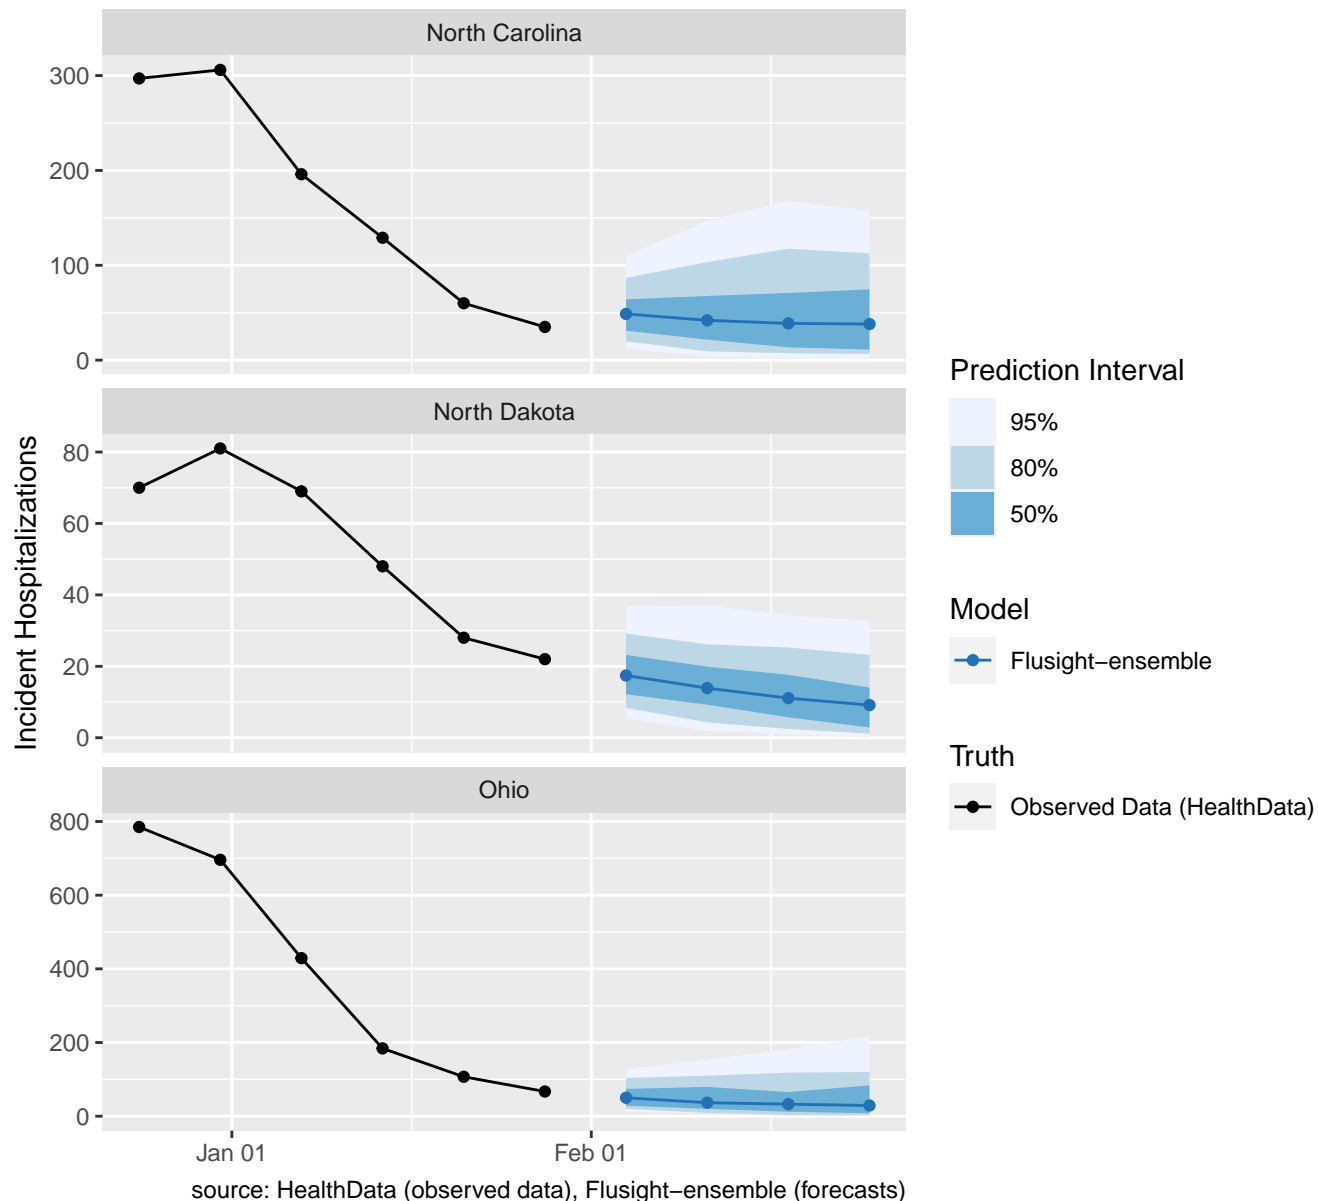 North Carolina
300
200
100
0
North Dakota
80
60
40
20
0
Ohio
800
600
400
200
0
Jan 01
Feb 01
Incident Hospitalizations
source: HealthData (observed data), Flusight−ensemble (forecasts)
Prediction Interval
95%
80%
50%
Model
Flusight−ensemble
Truth
Observed Data (HealthData)